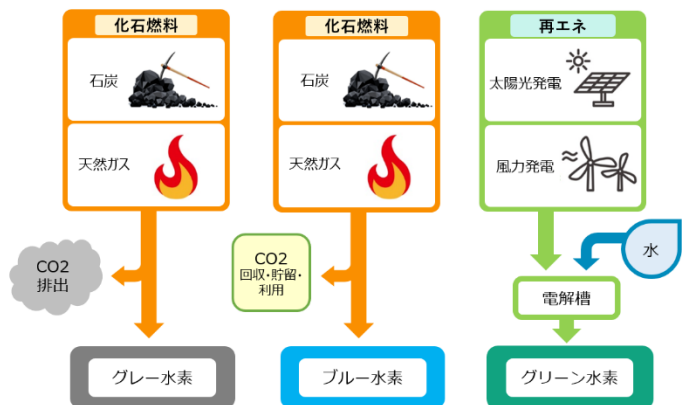 化石燃料
石炭
天然ガス
CO2
排出
グレー水素
化石燃料
石炭
天然ガス
CO2
回収・貯留・
利用
ブルー水素
再エネ
太陽光発電
風力発電
水
電解槽
グリーン水素